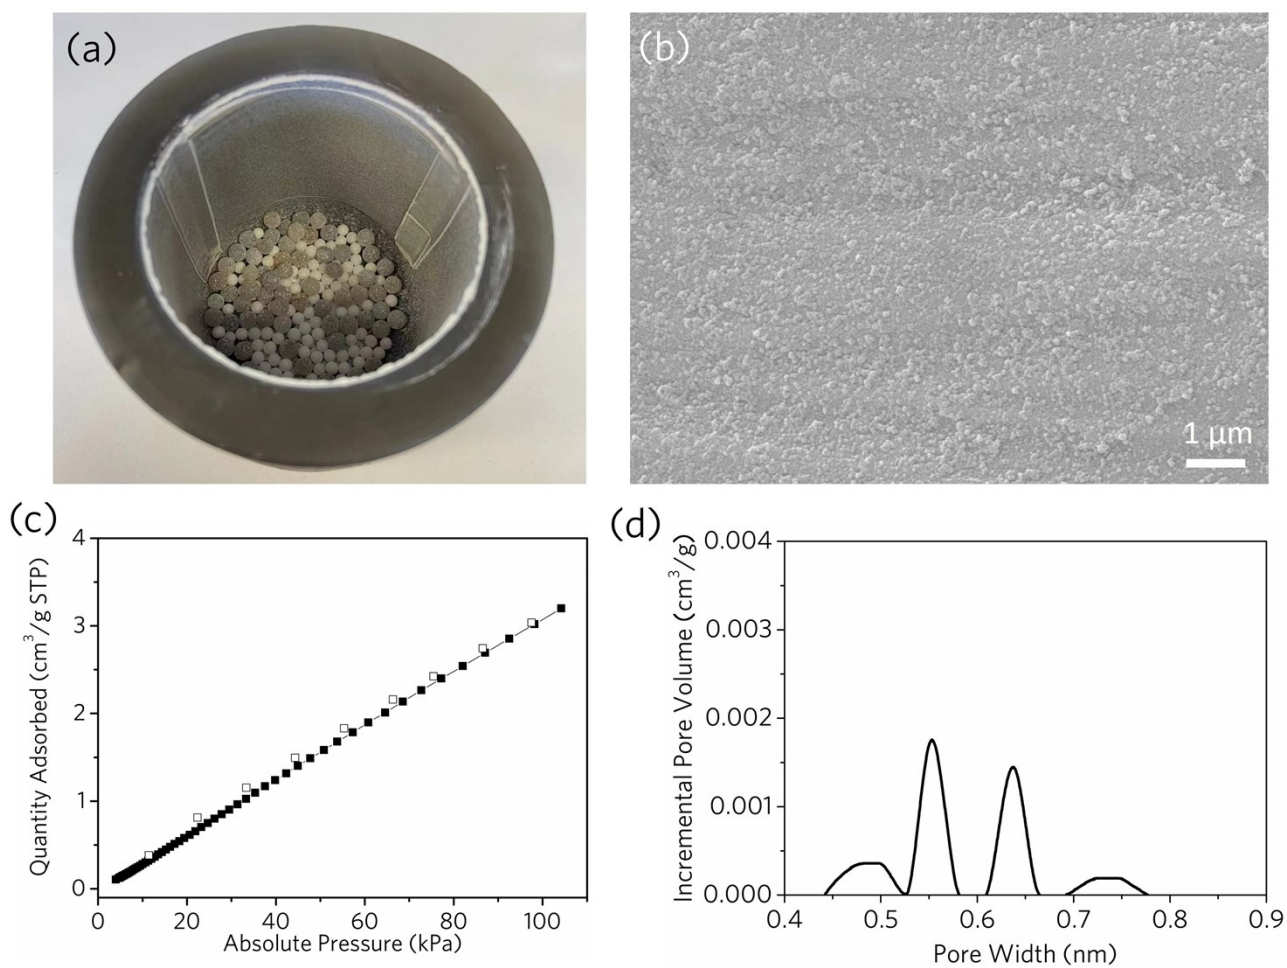 (a)
(b)
1 μm
(c)
4
3
2
1
0
Quantity Adsorbed (cm³/g STP)
0 20 40 60 80 100
Absolute Pressure (kPa)
(d)
0.004
0.003
0.002
0.001
0.000
Incremental Pore Volume (cm³/g)
0.4 0.5 0.6 0.7 0.8 0.9
Pore Width (nm)